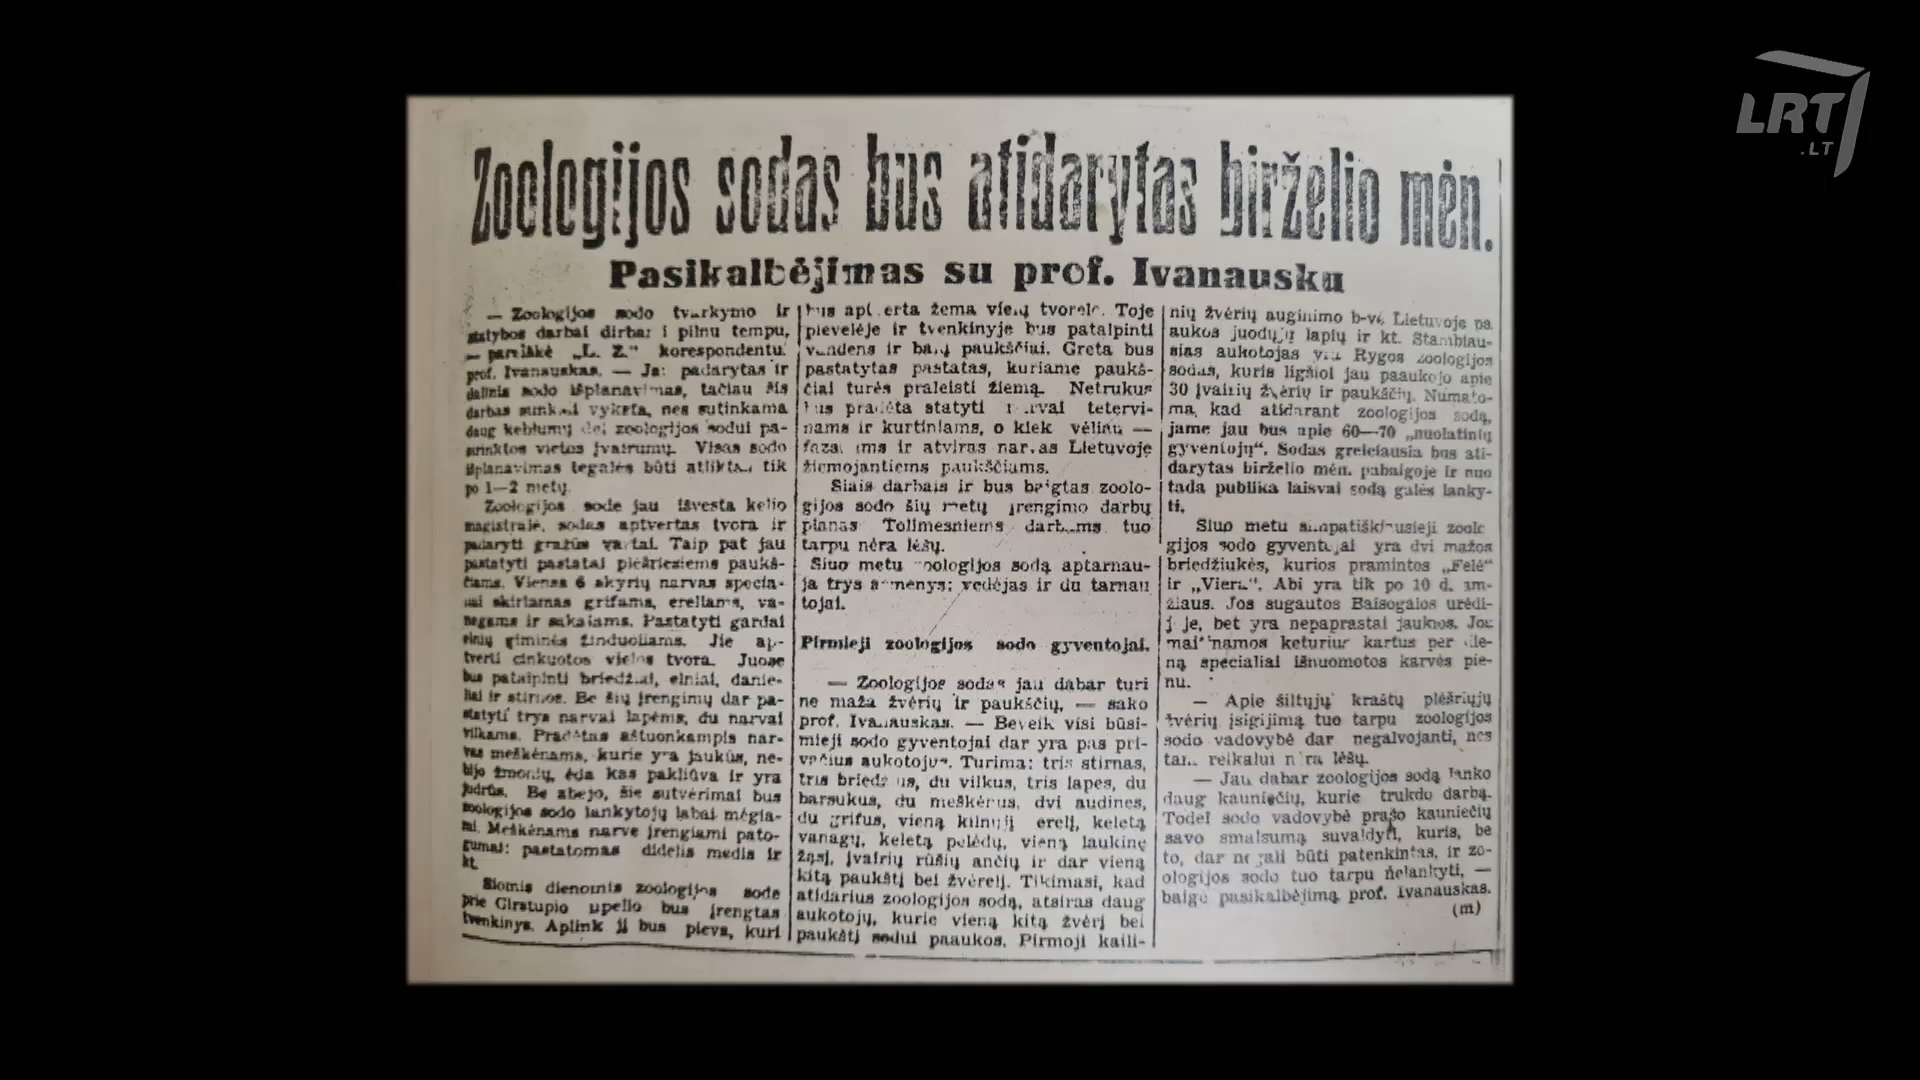 LRT
.LT
Zoologijos sodas bus atidarytas birželio mėn.
Pasikalbėjimas su prof. Ivanausku
— Zoologijos sodo tvarkymo ir
statybos darbai dirbami pilnu tempu,
— pareiškė „L. Ž." korespondentui
prof. Ivanauskas. — Jau padarytas ir
dalinis sodo išplanavimas, tačiau šis
darbas sunkiai vyksta, nes sutinkama
daug keblumų dėl zoologijos sodui pa-
rinktos vietos įvairumų. Visas sodo
išplanavimas tegalės būti atliktas tik
po 1—2 metų.
Zoologijos sode jau išvesta kelio
magistralė, sodas aptvertas tvora ir
padaryti gražūs vartai. Taip pat jau
pastatyti pastatai plėšriesiems paukš-
čiams. Vienas 6 akyrių narvas specia-
liai skiriamas grifams, ereliams, va-
nagams ir sakalams. Pastatyti gardai
elnių giminės žinduoliams. Jie ap-
tverti cinkuotos vielos tvora. Juose
bus patalpinti briedžiai, elniai, danie-
liai ir stirnos. Be šių įrengimų dar pa-
statyti trys narvai lapėms, du narvai
vilkams. Pradėtas aštuonkampis nar-
vas meškėnams, kurie yra jaukūs, ne-
bijo žmonių, ėda kas pakliūva ir yra
judrūs. Be abejo, šie sutvėrimai bus
zoologijos sodo lankytojų labai mėgia-
mi. Meškėnams narve įrengiami pato-
gumai: pastatomas didelis medis ir
kt.
Šiomis dienomis zoologijos sode
prie Girstupio upelio bus įrengtas
tvenkinys. Aplink jį bus pieva, kuri
bus aptverta žema vielų tvorele. Toje
pievelėje ir tvenkinyje bus patalpinti
vandens ir balų paukščiai. Greta bus
pastatytas pastatas, kuriame paukš-
čiai turės praleisti žiemą. Netrukus
bus pradėta statyti narvai tetervi-
nams ir kurtiniams, o kiek vėliau —
fazanams ir atviras narvas Lietuvoje
žiemojantiems paukščiams.
Šiais darbais ir bus baigtas zoolo-
gijos sodo šių metų įrengimo darbų
planas Tolimesniems darbams tuo
tarpu nėra lėšų.
Šiuo metu zoologijos sodą aptarnau-
ja trys asmenys: vedėjas ir du tarnau
tojai.
Pirmieji zoologijos sodo gyventojai.
— Zoologijos sodas jau dabar turi
ne maža žvėrių ir paukščių, — sako
prof. Ivanauskas. — Beveik visi būsi-
mieji sodo gyventojai dar yra pas pri-
vačius aukotojus. Turima: tris stirnas,
tris briedžius, du vilkus, tris lapes, du
barsukus, du meškėnus, dvi audines,
du grifus, vieną kilnųjį erelį, keletą
vanagų, keletą pelėdų, vieną laukinę
žąsį, įvairių rūšių ančių ir dar vieną
kitą paukštį bei žvėrelį. Tikimasi, kad
atidarius zoologijos sodą, atsiras daug
aukotojų, kurie vieną kitą žvėrį bei
paukštį sodui paaukos. Pirmoji kaili-
nių žvėrių auginimo b-vė Lietuvoje pa
aukos juodųjų lapių ir kt. Stambiau-
sias aukotojas yra Rygos zoologijos
sodas, kuris ligšiol jau paaukojo apie
30 įvairių žvėrių ir paukščių. Numato-
ma, kad atidarant zoologijos sodą,
jame jau bus apie 60—70 „nuolatinių
gyventojų“. Sodas greičiausia bus ati-
darytas birželio mėn. pabaigoje ir nuo
tada publika laisvai sodą galės lanky-
ti.
Šiuo metu simpatiškiausieji zoolo
gijos sodo gyventojai yra dvi mažos
briedžiukės, kurios pramintos „Felė“
ir „Viera“. Abi yra tik po 10 d. am-
žiaus. Jos sugautos Baisogalos urėdi-
joje, bet yra nepaprastai jaukios. Jos
maitinamos keturiur kartus per die-
ną specialiai išnuomotos karvės pie-
nu.
— Apie šiltųjų kraštų plėšriųjų
žvėrių įsigijimą tuo tarpu zoologijos
sodo vadovybė dar negalvojanti, nes
tam reikalui nėra lėšų.
— Jau dabar zoologijos sodą lanko
daug kauniečių, kurie trukdo darbą.
Todėl sodo vadovybė prašo kauniečių
savo smalsumą suvaldyti, kuris, be
to, dar negali būti patenkintas, ir zo-
ologijos sodo tuo tarpu nelankyti, —
baigė pasikalbėjimą prof. Ivanauskas.
(m)